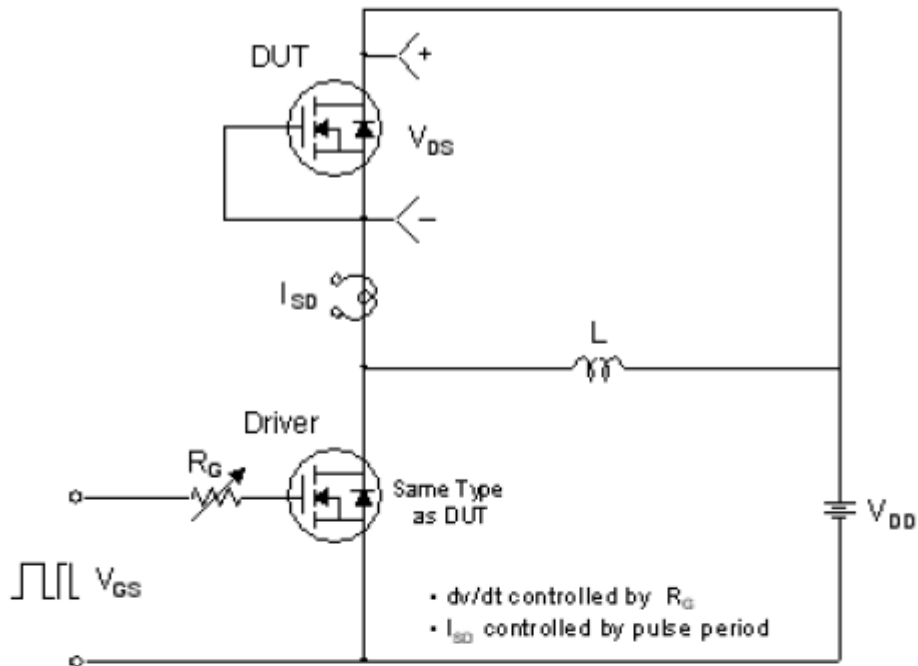 DUT
+
V_DS
−
I_SD
L
Driver
R_G
Same Type
as DUT
V_DD
V_GS
• dv/dt controlled by R_G
• I_SD controlled by pulse period